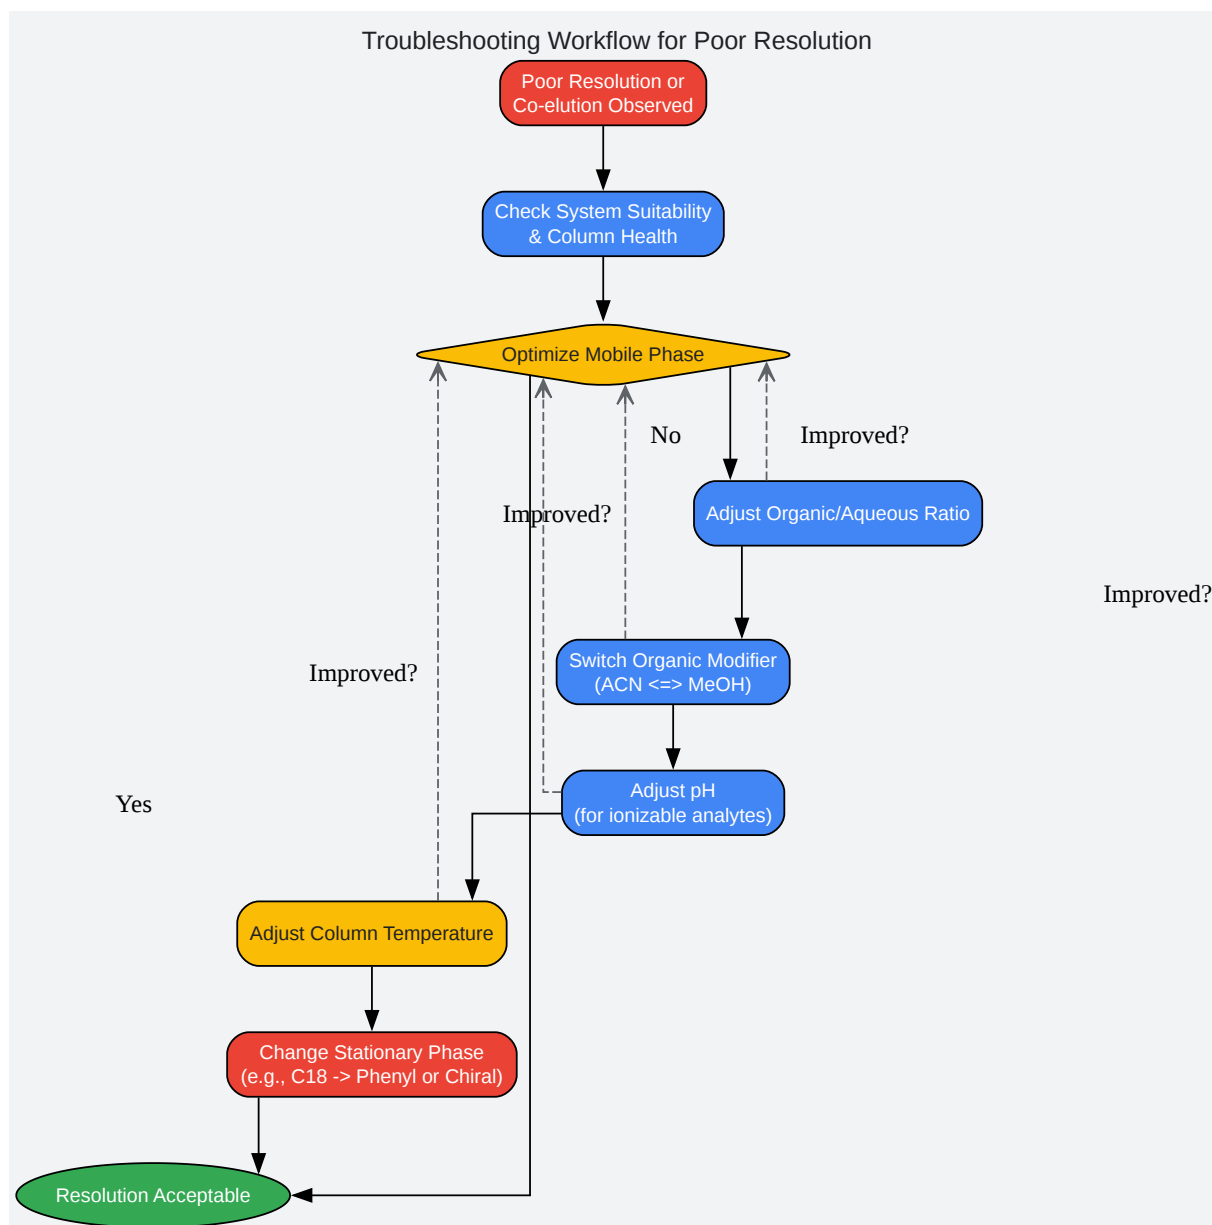 Troubleshooting Workflow for Poor Resolution
Poor Resolution or
Co-elution Observed
Check System Suitability
& Column Health
Optimize Mobile Phase
No
Improved?
Improved?
Adjust Organic/Aqueous Ratio
Improved?
Switch Organic Modifier
(ACN <=> MeOH)
Improved?
Adjust pH
(for ionizable analytes)
Yes
Adjust Column Temperature
Change Stationary Phase
(e.g., C18 -> Phenyl or Chiral)
Resolution Acceptable